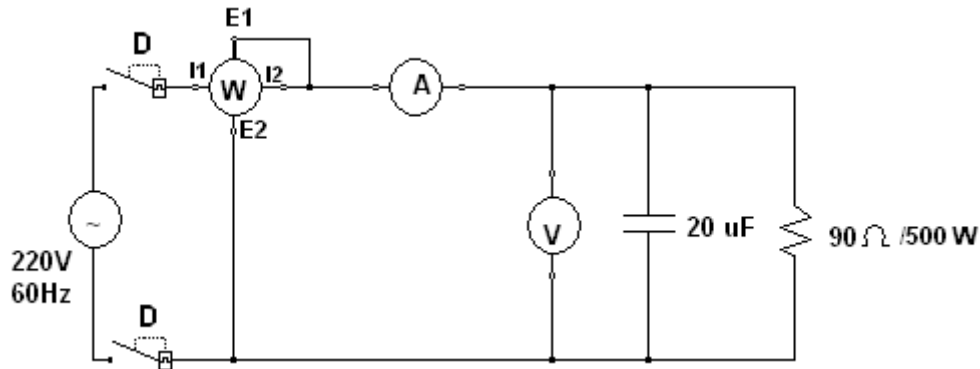 E1
D
I1
I2
W
A
E2
~
V
20 uF
90 Ω /500 W
220V
60Hz
D